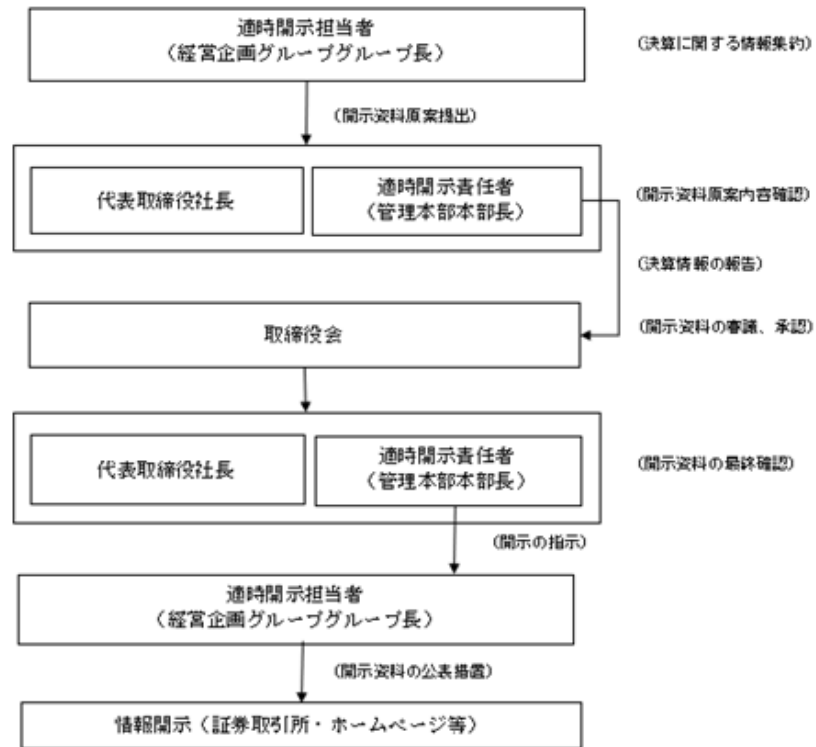 適時開示担当者
（経営企画グループグループ長）
（決算に関する情報集約）
（開示資料原案提出）
代表取締役社長
適時開示責任者
（管理本部本部長）
（開示資料原案内容確認）
（決算情報の報告）
取締役会
（開示資料の審議、承認）
代表取締役社長
適時開示責任者
（管理本部本部長）
（開示資料の最終確認）
（開示の指示）
適時開示担当者
（経営企画グループグループ長）
（開示資料の公表措置）
情報開示（証券取引所・ホームページ等）